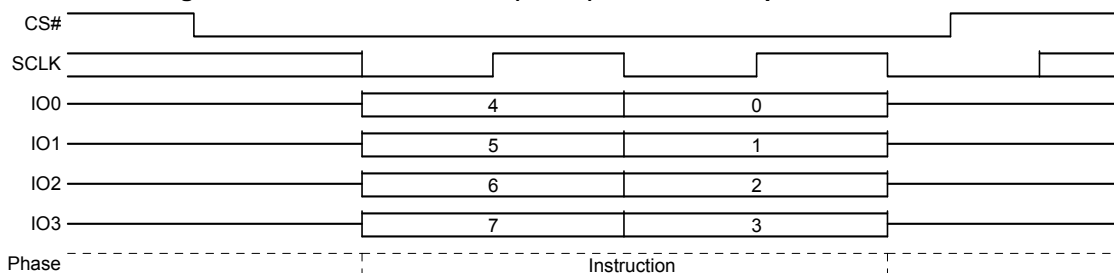 CS#
SCLK
IO0 4 0
IO1 5 1
IO2 6 2
IO3 7 3
Phase Instruction